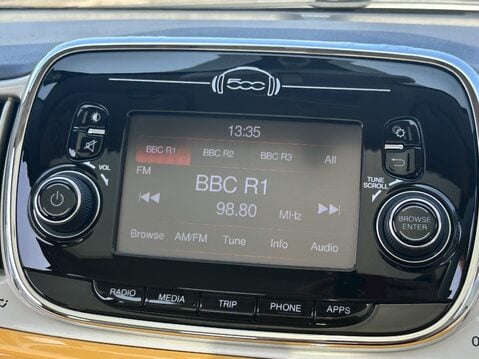 500
13:35
BBC R1 BBC R2 BBC R3 All
FM
BBC R1
98.80 MHz
Browse AM/FM Tune Info Audio
VOL
TUNE
SCROLL
BROWSE
ENTER
RADIO MEDIA TRIP PHONE APPS